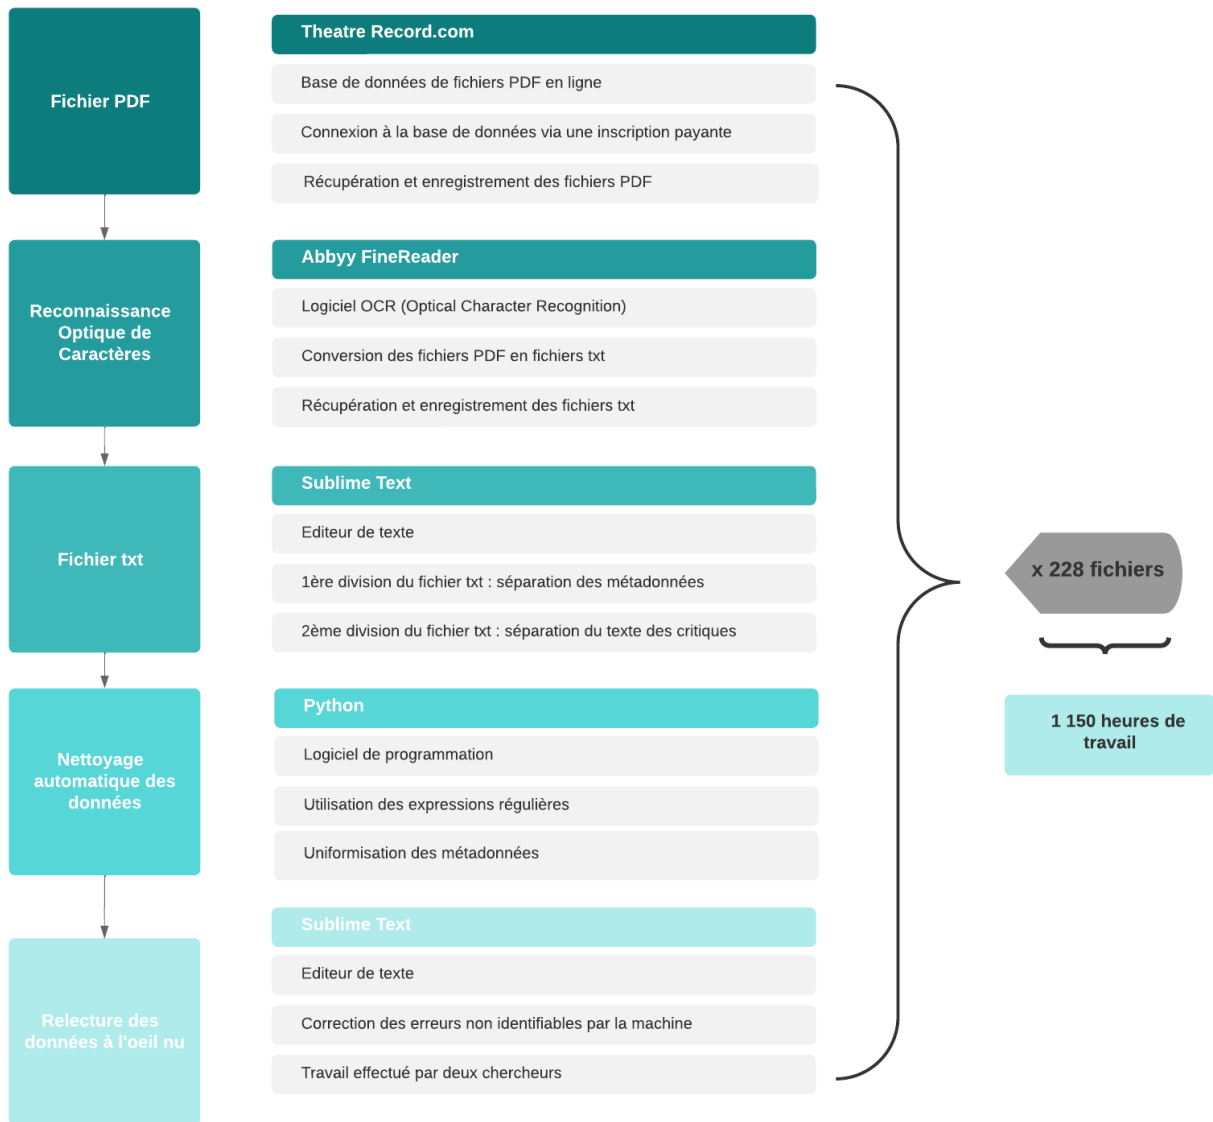 Fichier PDF
Theatre Record.com
Base de données de fichiers PDF en ligne
Connexion à la base de données via une inscription payante
Récupération et enregistrement des fichiers PDF
Reconnaissance
Optique de
Caractères
Abbyy FineReader
Logiciel OCR (Optical Character Recognition)
Conversion des fichiers PDF en fichiers txt
Récupération et enregistrement des fichiers txt
Fichier txt
Sublime Text
Editeur de texte
1ère division du fichier txt : séparation des métadonnées
2ème division du fichier txt : séparation du texte des critiques
Nettoyage
automatique des
données
Python
Logiciel de programmation
Utilisation des expressions régulières
Uniformisation des métadonnées
Relecture des
données à l'oeil nu
Sublime Text
Editeur de texte
Correction des erreurs non identifiables par la machine
Travail effectué par deux chercheurs
x 228 fichiers
1 150 heures de
travail